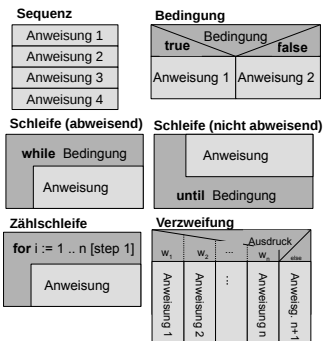 Sequenz
Anweisung 1
Anweisung 2
Anweisung 3
Anweisung 4
Bedingung
true Bedingung false
Anweisung 1 Anweisung 2
Schleife (abweisend)
while Bedingung
Anweisung
Schleife (nicht abweisend)
Anweisung
until Bedingung
Zählschleife
for i := 1 .. n [step 1]
Anweisung
Verzweifung
Ausdruck
w1 w2 ... wn else
Anweisung 1
Anweisung 2
...
Anweisung n
Anweisg. n+1